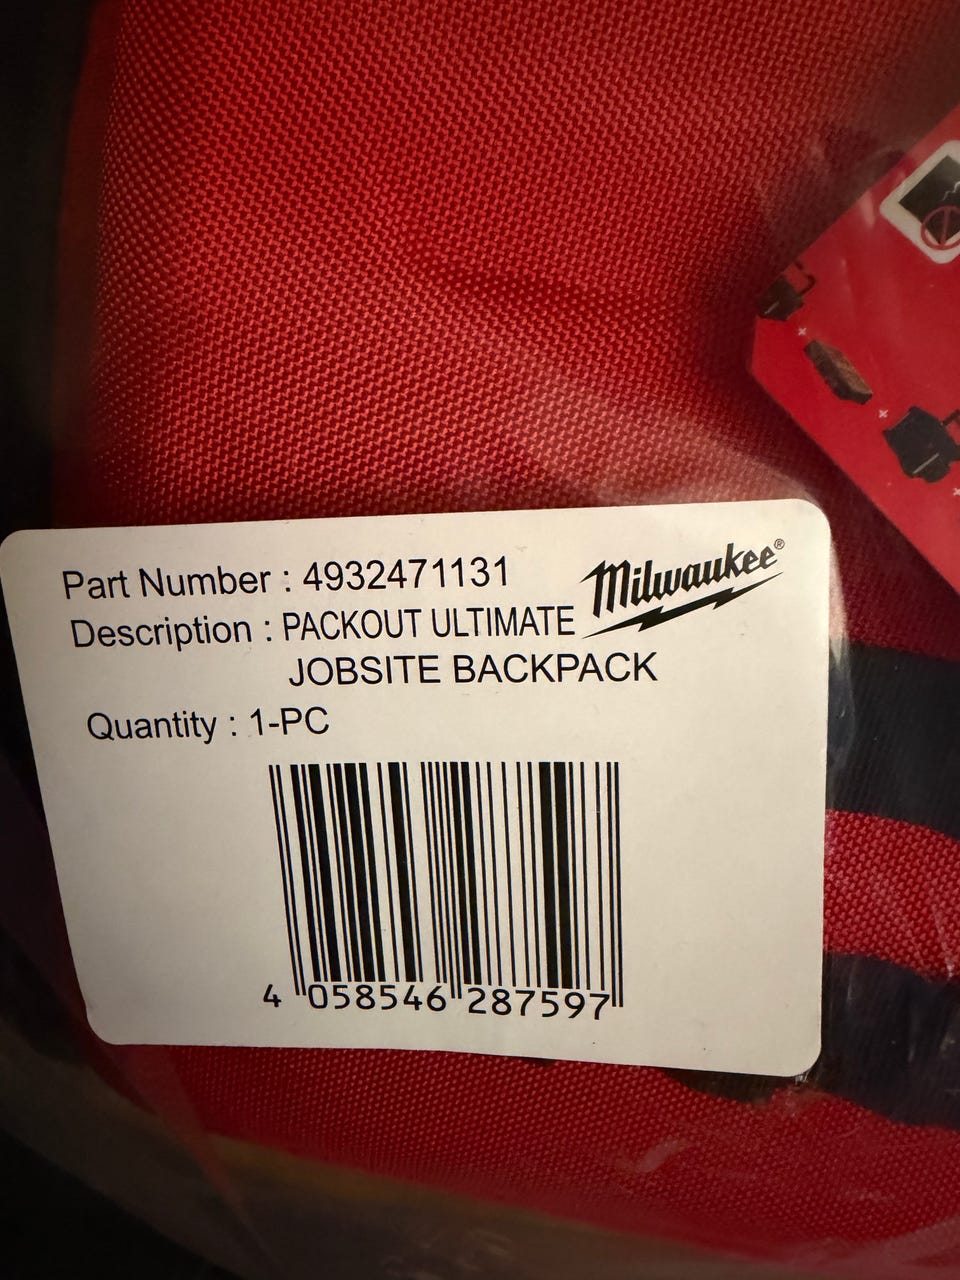 Part Number : 4932471131
Milwaukee®
Description : PACKOUT ULTIMATE
JOBSITE BACKPACK
Quantity : 1-PC
4 058546 287597